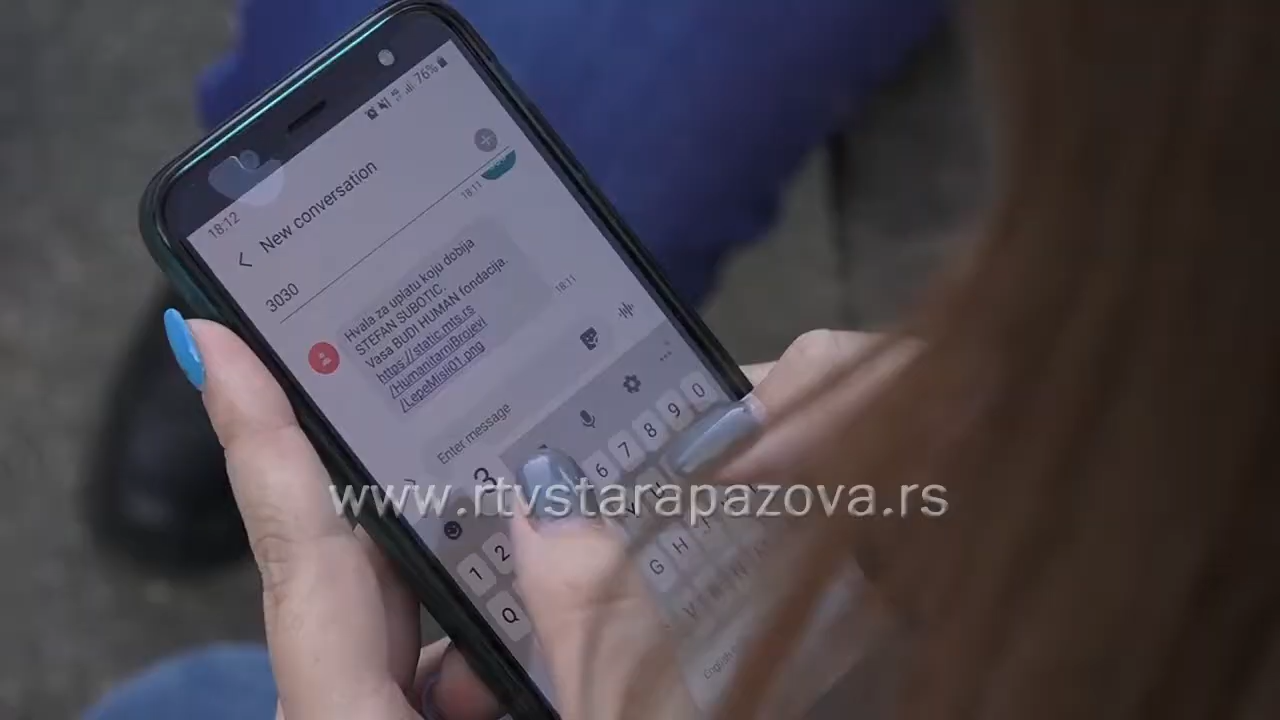 76%
18:12
New conversation
18:11
3030
Hvala za uplatu koju dobija
STEFAN SUBOTIC.
Vasa BUDI HUMAN fondacija.
https://static.mts.rs
/HumanitarniBrojevi
/LepeMisli01.png
18:11
Enter message
3
1 2 6 7 8 9 0
Q Y U
G H
V B N M
English
www.rtvstarapazova.rs